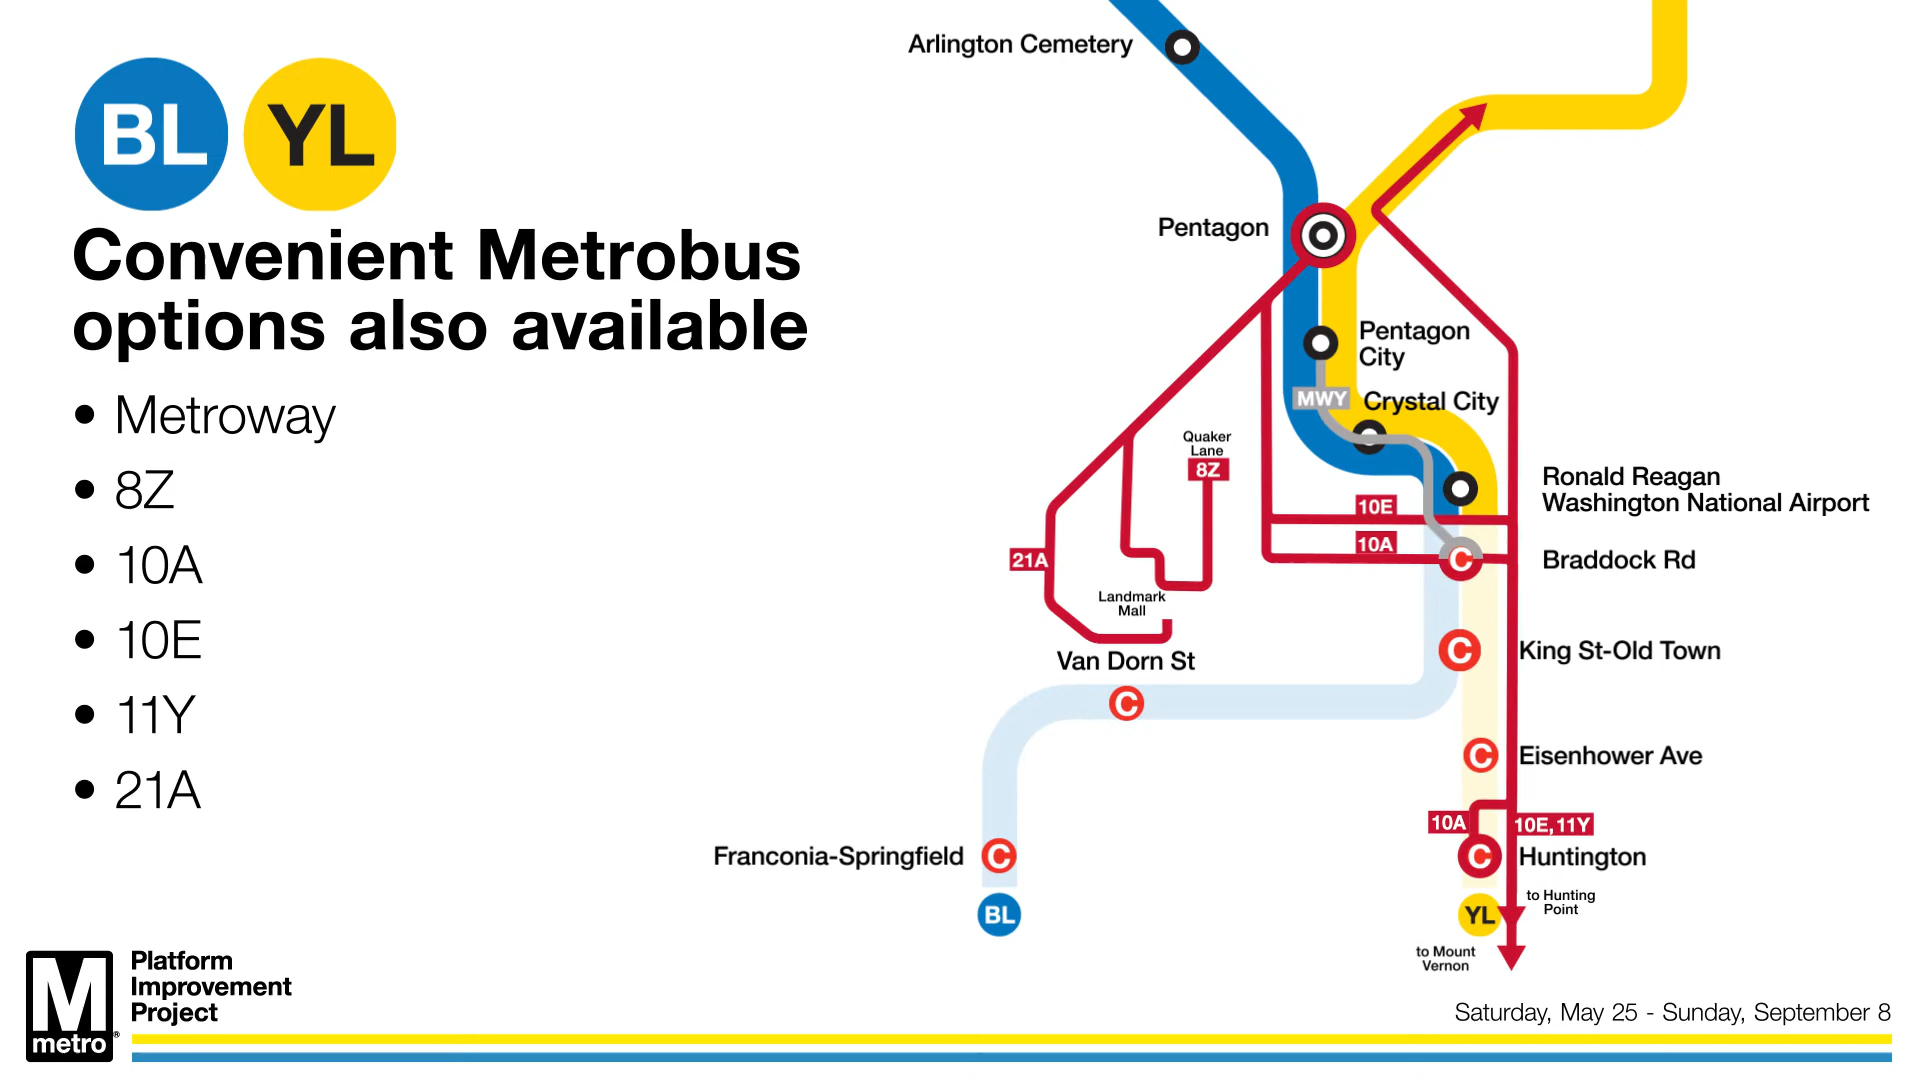 BL YL
Convenient Metrobus
options also available
• Metroway
• 8Z
• 10A
• 10E
• 11Y
• 21A
Arlington Cemetery
Pentagon
Pentagon
City
MWY
Crystal City
Quaker
Lane
8Z
Ronald Reagan
Washington National Airport
10E
10A
21A
C
Braddock Rd
Landmark
Mall
C
King St-Old Town
Van Dorn St
C
C
Eisenhower Ave
10A
10E, 11Y
Franconia-Springfield
C
C
Huntington
BL
YL
to Hunting
Point
to Mount
Vernon
M
metro®
Platform
Improvement
Project
Saturday, May 25 - Sunday, September 8